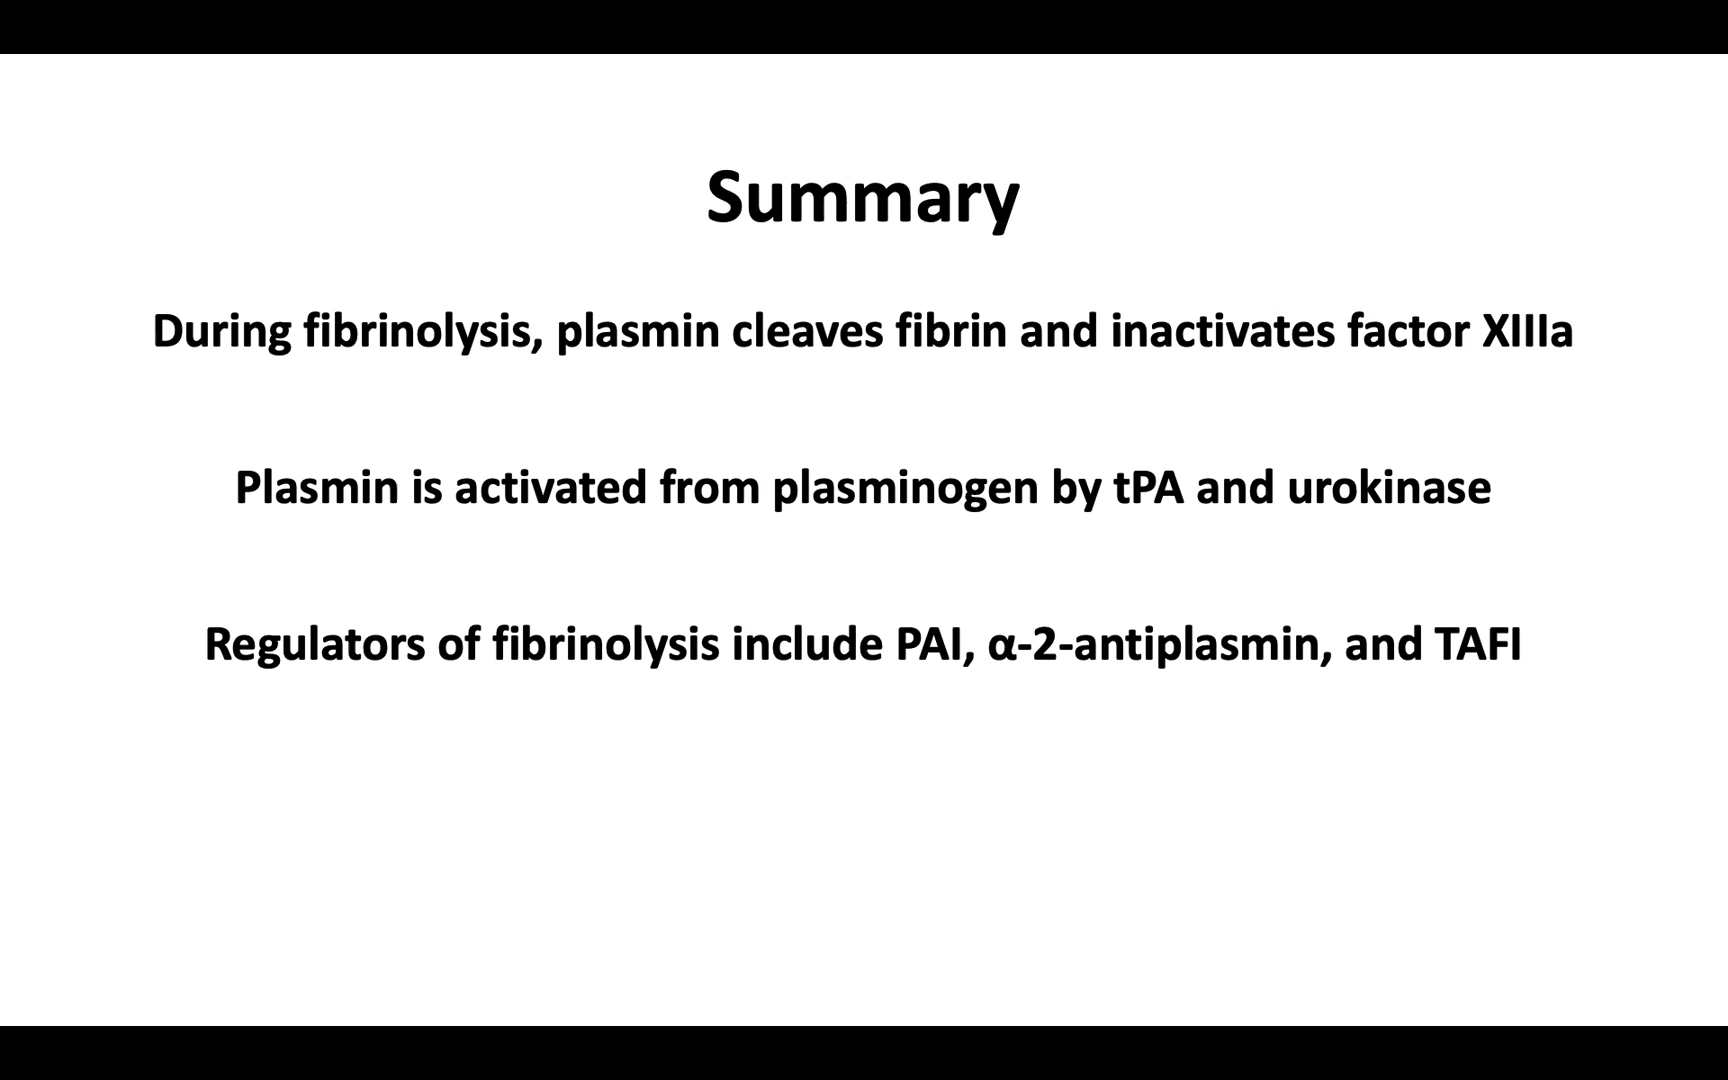 Summary
During fibrinolysis, plasmin cleaves fibrin and inactivates factor XIIIa
Plasmin is activated from plasminogen by tPA and urokinase
Regulators of fibrinolysis include PAI, α-2-antiplasmin, and TAFI